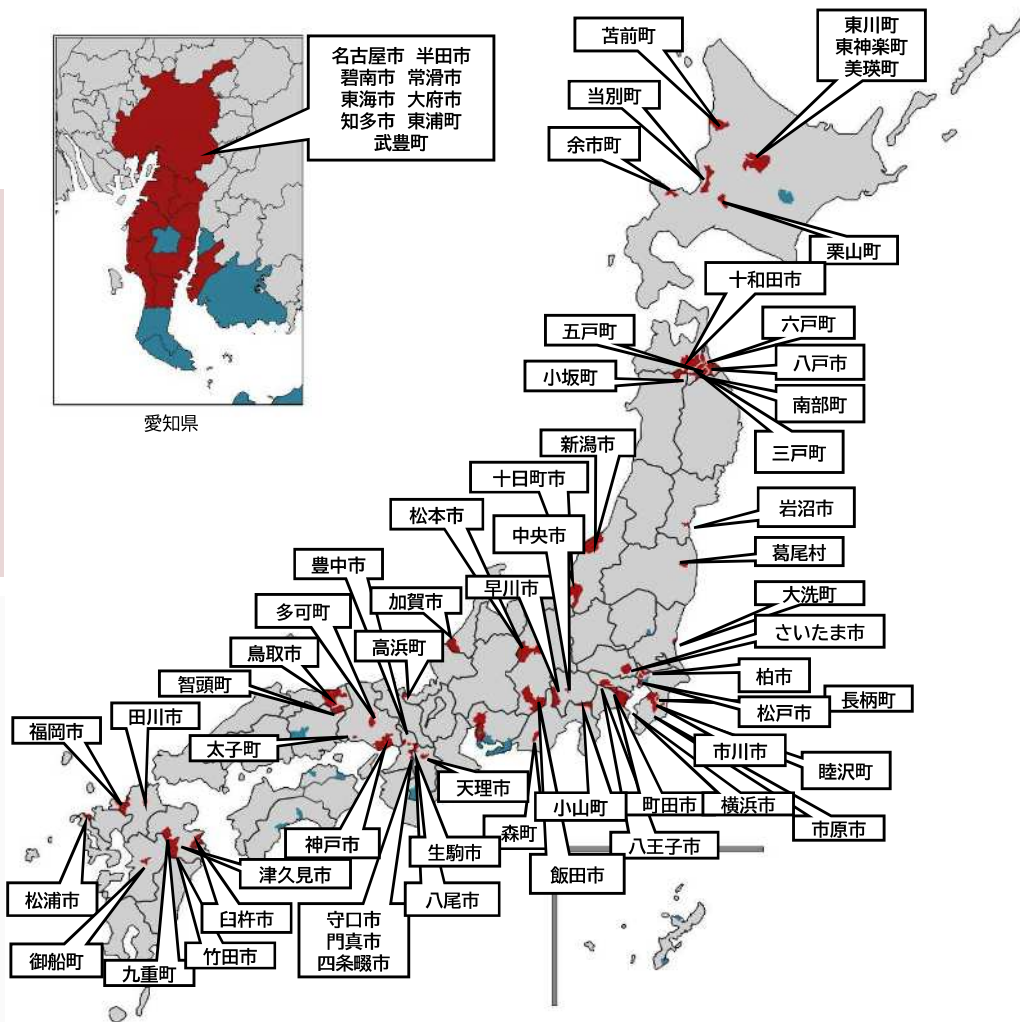 名古屋市 半田市
碧南市 常滑市
東海市 大府市
知多市 東浦町
武豊町
愛知県
苫前町
東川町
東神楽町
美瑛町
当別町
余市町
栗山町
十和田市
五戸町
六戸町
八戸市
小坂町
南部町
三戸町
新潟市
十日町市
松本市
中央市
岩沼市
葛尾村
豊中市
早川市
大洗町
加賀市
多可町
さいたま市
高浜町
鳥取市
柏市
智頭町
長柄町
松戸市
田川市
福岡市
太子町
市川市
睦沢町
天理市
小山町
町田市
横浜市
市原市
森町
神戸市
生駒市
八王子市
飯田市
津久見市
松浦市
八尾市
臼杵市
守口市
門真市
四条畷市
竹田市
御船町
九重町